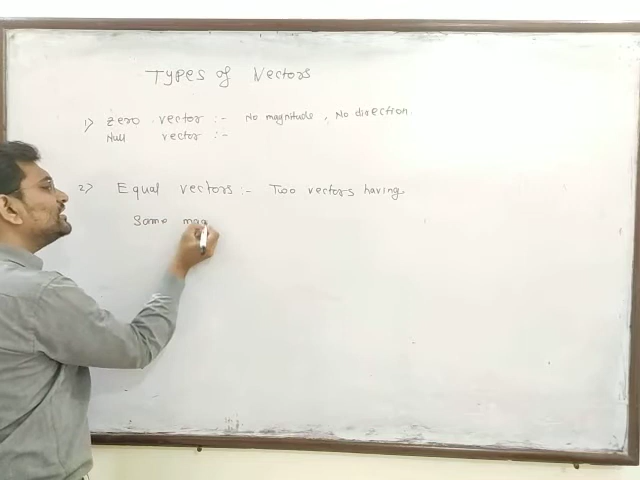 Types of Vectors
1) Zero vector :- No magnitude, No direction.
Null vector :-
2) Equal vectors :- Two vectors having
Same mag